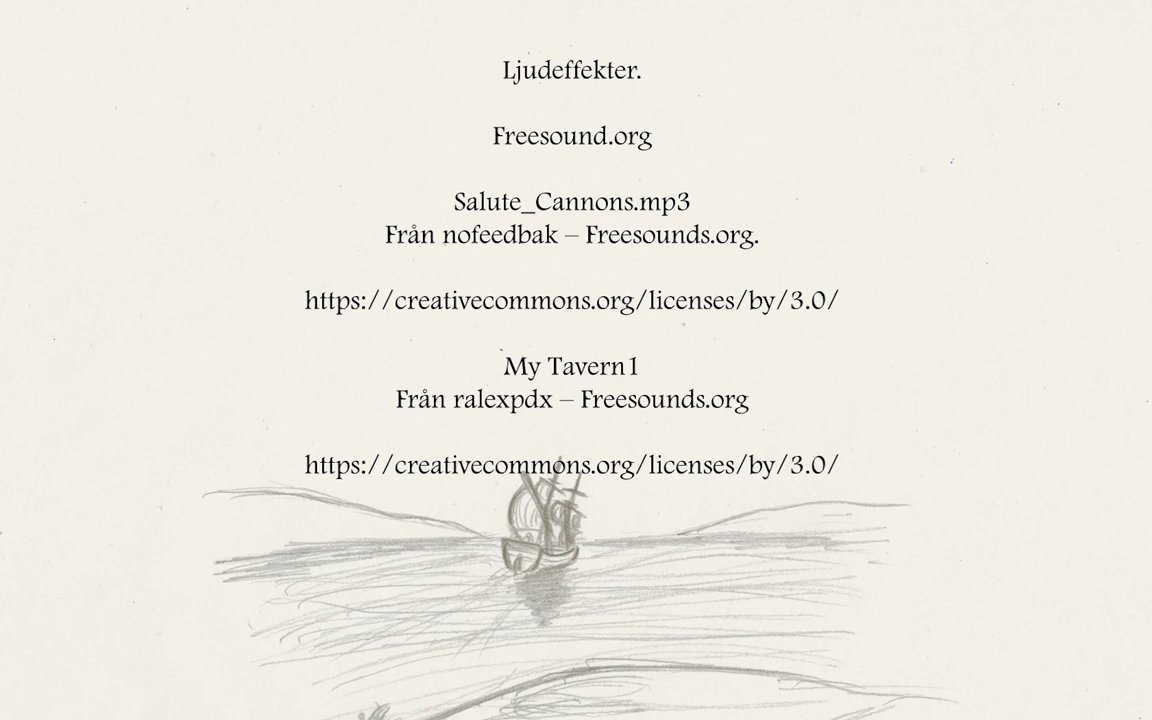 Ljudeffekter.
Freesound.org
Salute_Cannons.mp3
Från nofeedbak – Freesounds.org.
https://creativecommons.org/licenses/by/3.0/
My Tavern1
Från ralexpdx – Freesounds.org
https://creativecommons.org/licenses/by/3.0/